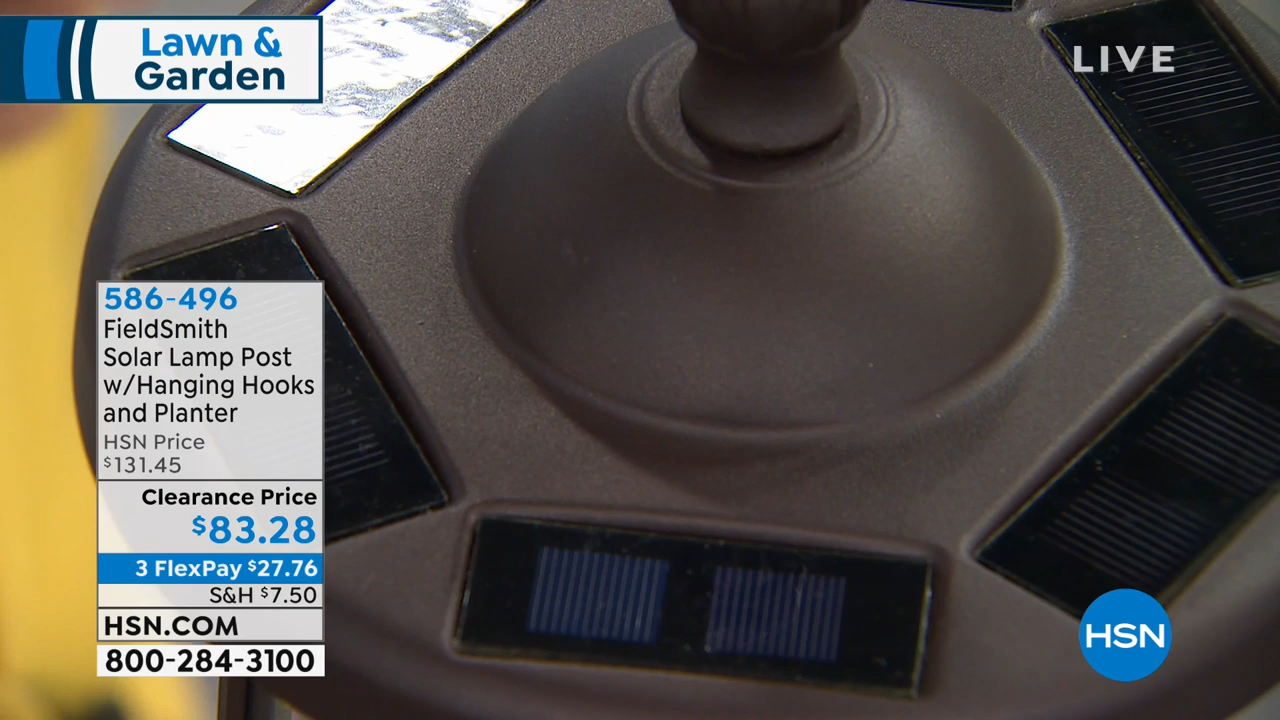 Lawn &
Garden
LIVE
586-496
FieldSmith
Solar Lamp Post
w/Hanging Hooks
and Planter
HSN Price
$131.45
Clearance Price
$83.28
3 FlexPay $27.76
S&H $7.50
HSN.COM
800-284-3100
HSN